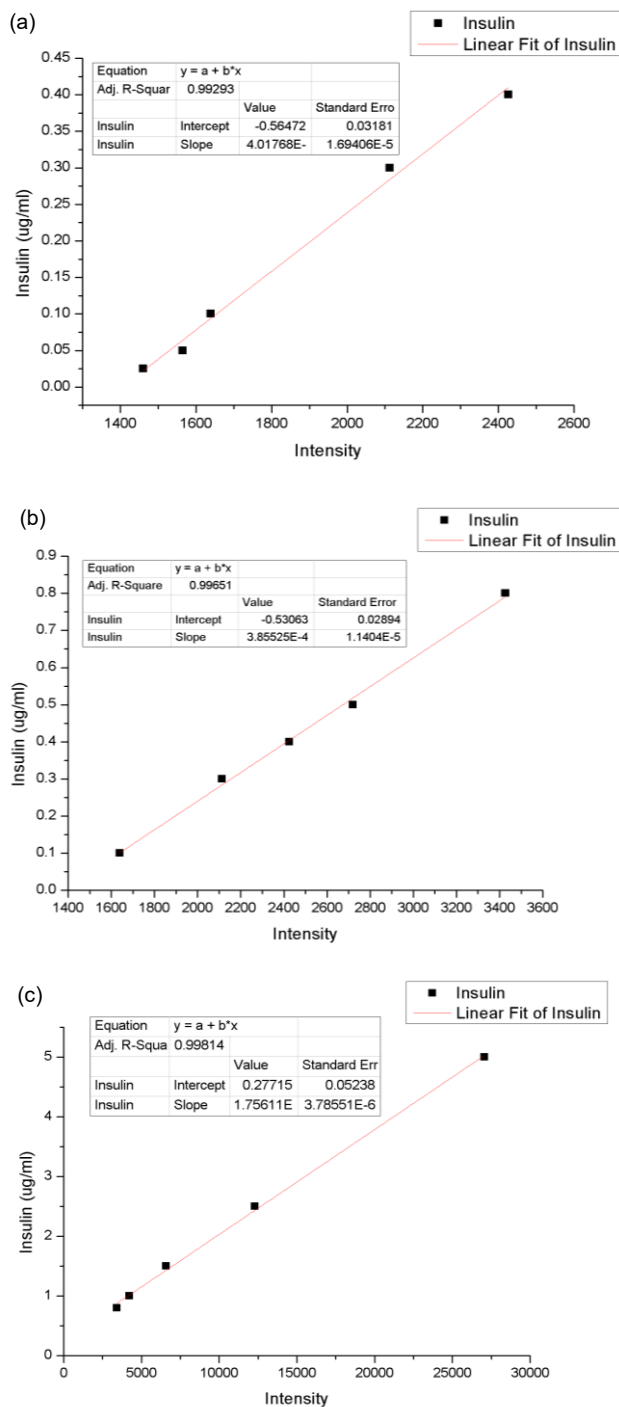 (a)
Insulin
Linear Fit of Insulin
Equation y = a + b*x
Adj. R-Squar 0.99293
Value Standard Erro
Insulin Intercept -0.56472 0.03181
Insulin Slope 4.01768E- 1.69406E-5
0.45
0.40
0.35
0.30
0.25
0.20
0.15
0.10
0.05
0.00
Insulin (ug/ml)
1400 1600 1800 2000 2200 2400 2600
Intensity
(b)
Insulin
Linear Fit of Insulin
Equation y = a + b*x
Adj. R-Square 0.99651
Value Standard Error
Insulin Intercept -0.53063 0.02894
Insulin Slope 3.85525E-4 1.1404E-5
0.9
0.8
0.7
0.6
0.5
0.4
0.3
0.2
0.1
0.0
Insulin (ug/ml)
1400 1600 1800 2000 2200 2400 2600 2800 3000 3200 3400 3600
Intensity
(c)
Insulin
Linear Fit of Insulin
Equation y = a + b*x
Adj. R-Squa 0.99814
Value Standard Err
Insulin Intercept 0.27715 0.05238
Insulin Slope 1.75611E 3.78551E-6
5
4
3
2
1
0
Insulin (ug/ml)
0 5000 10000 15000 20000 25000 30000
Intensity